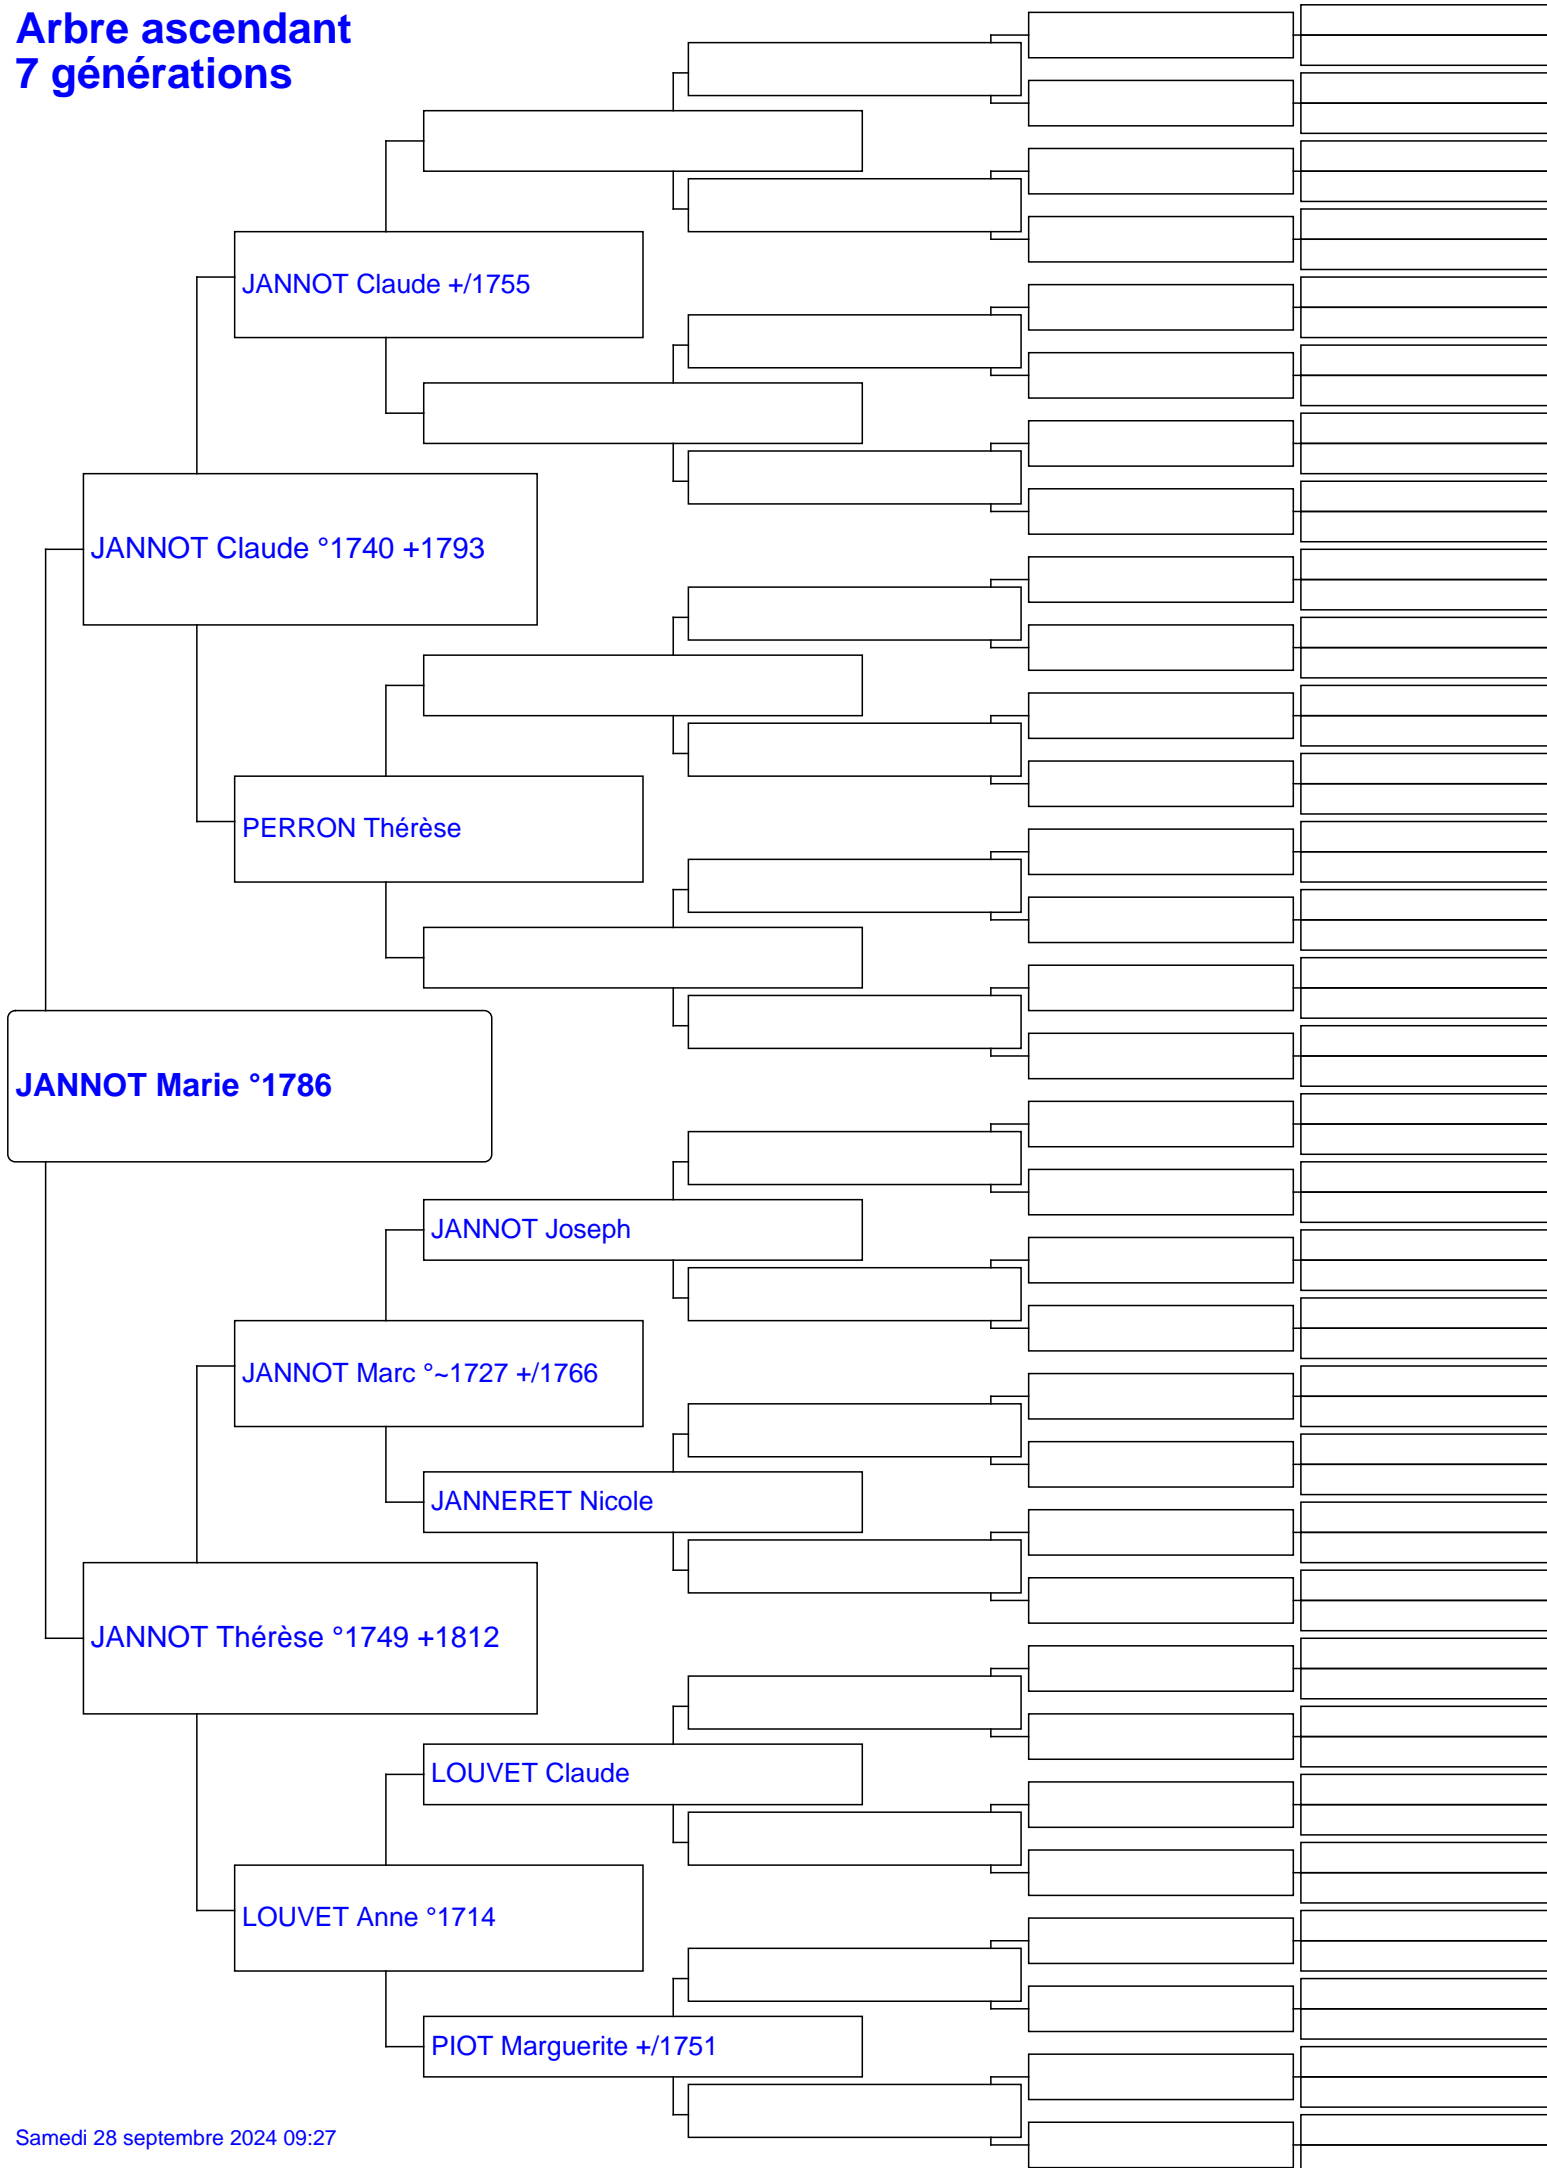 Arbre ascendant
7 générations
JANNOT Claude +/1755
JANNOT Claude °1740 +1793
PERRON Thérèse
JANNOT Marie °1786
JANNOT Joseph
JANNOT Marc °~1727 +/1766
JANNERET Nicole
JANNOT Thérèse °1749 +1812
LOUVET Claude
LOUVET Anne °1714
PIOT Marguerite +/1751
Samedi 28 septembre 2024 09:27